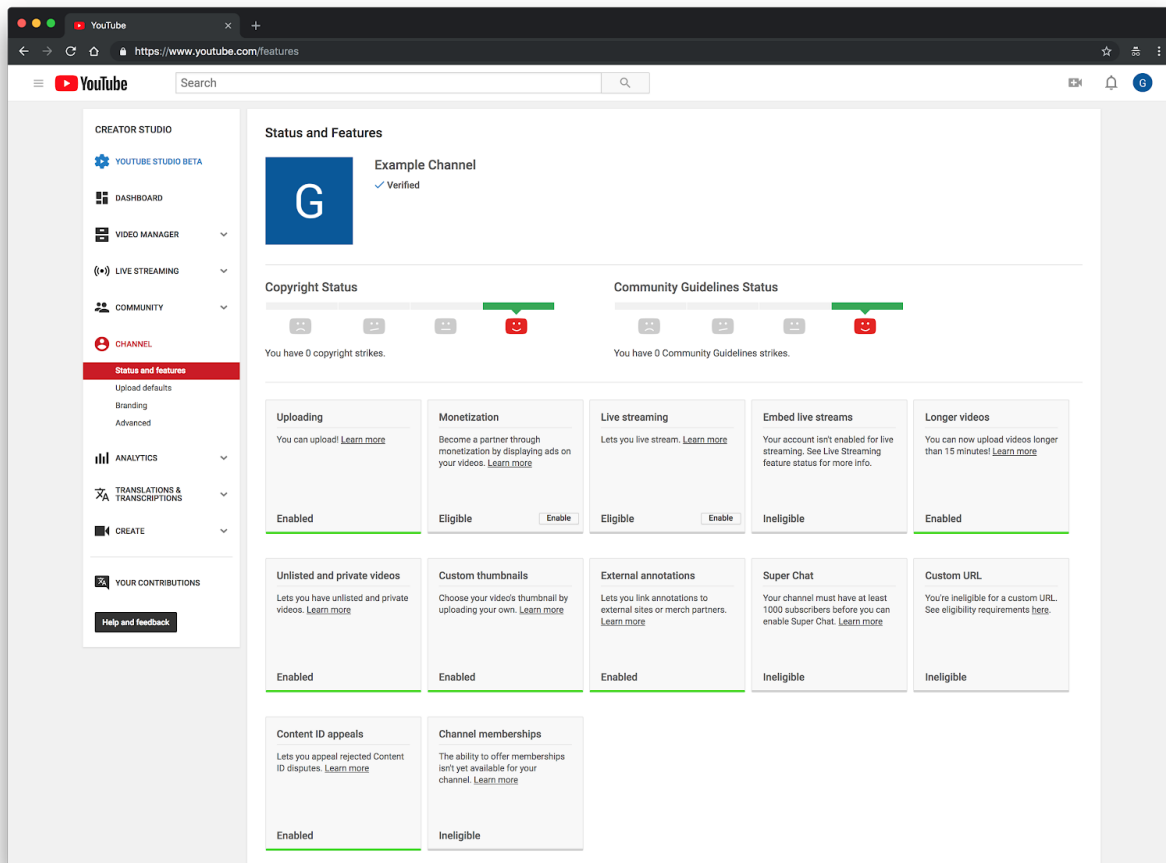 YouTube
https://www.youtube.com/features
YouTube
Search
G
CREATOR STUDIO
YOUTUBE STUDIO BETA
DASHBOARD
VIDEO MANAGER
LIVE STREAMING
COMMUNITY
CHANNEL
Status and features
Upload defaults
Branding
Advanced
ANALYTICS
TRANSLATIONS &
TRANSCRIPTIONS
CREATE
YOUR CONTRIBUTIONS
Help and feedback
Status and Features
G
Example Channel
Verified
Copyright Status
You have 0 copyright strikes.
Community Guidelines Status
You have 0 Community Guidelines strikes.
Uploading
You can upload! Learn more
Enabled
Monetization
Become a partner through
monetization by displaying ads on
your videos. Learn more
Eligible
Enable
Live streaming
Lets you live stream. Learn more
Eligible
Enable
Embed live streams
Your account isn't enabled for live
streaming. See Live Streaming
feature status for more info.
Ineligible
Longer videos
You can now upload videos longer
than 15 minutes! Learn more
Enabled
Unlisted and private videos
Lets you have unlisted and private
videos. Learn more
Enabled
Custom thumbnails
Choose your video's thumbnail by
uploading your own. Learn more
Enabled
External annotations
Lets you link annotations to
external sites or merch partners.
Learn more
Enabled
Super Chat
Your channel must have at least
1000 subscribers before you can
enable Super Chat. Learn more
Ineligible
Custom URL
You're ineligible for a custom URL.
See eligibility requirements here.
Ineligible
Content ID appeals
Lets you appeal rejected Content
ID disputes. Learn more
Enabled
Channel memberships
The ability to offer memberships
isn't yet available for your
channel. Learn more
Ineligible